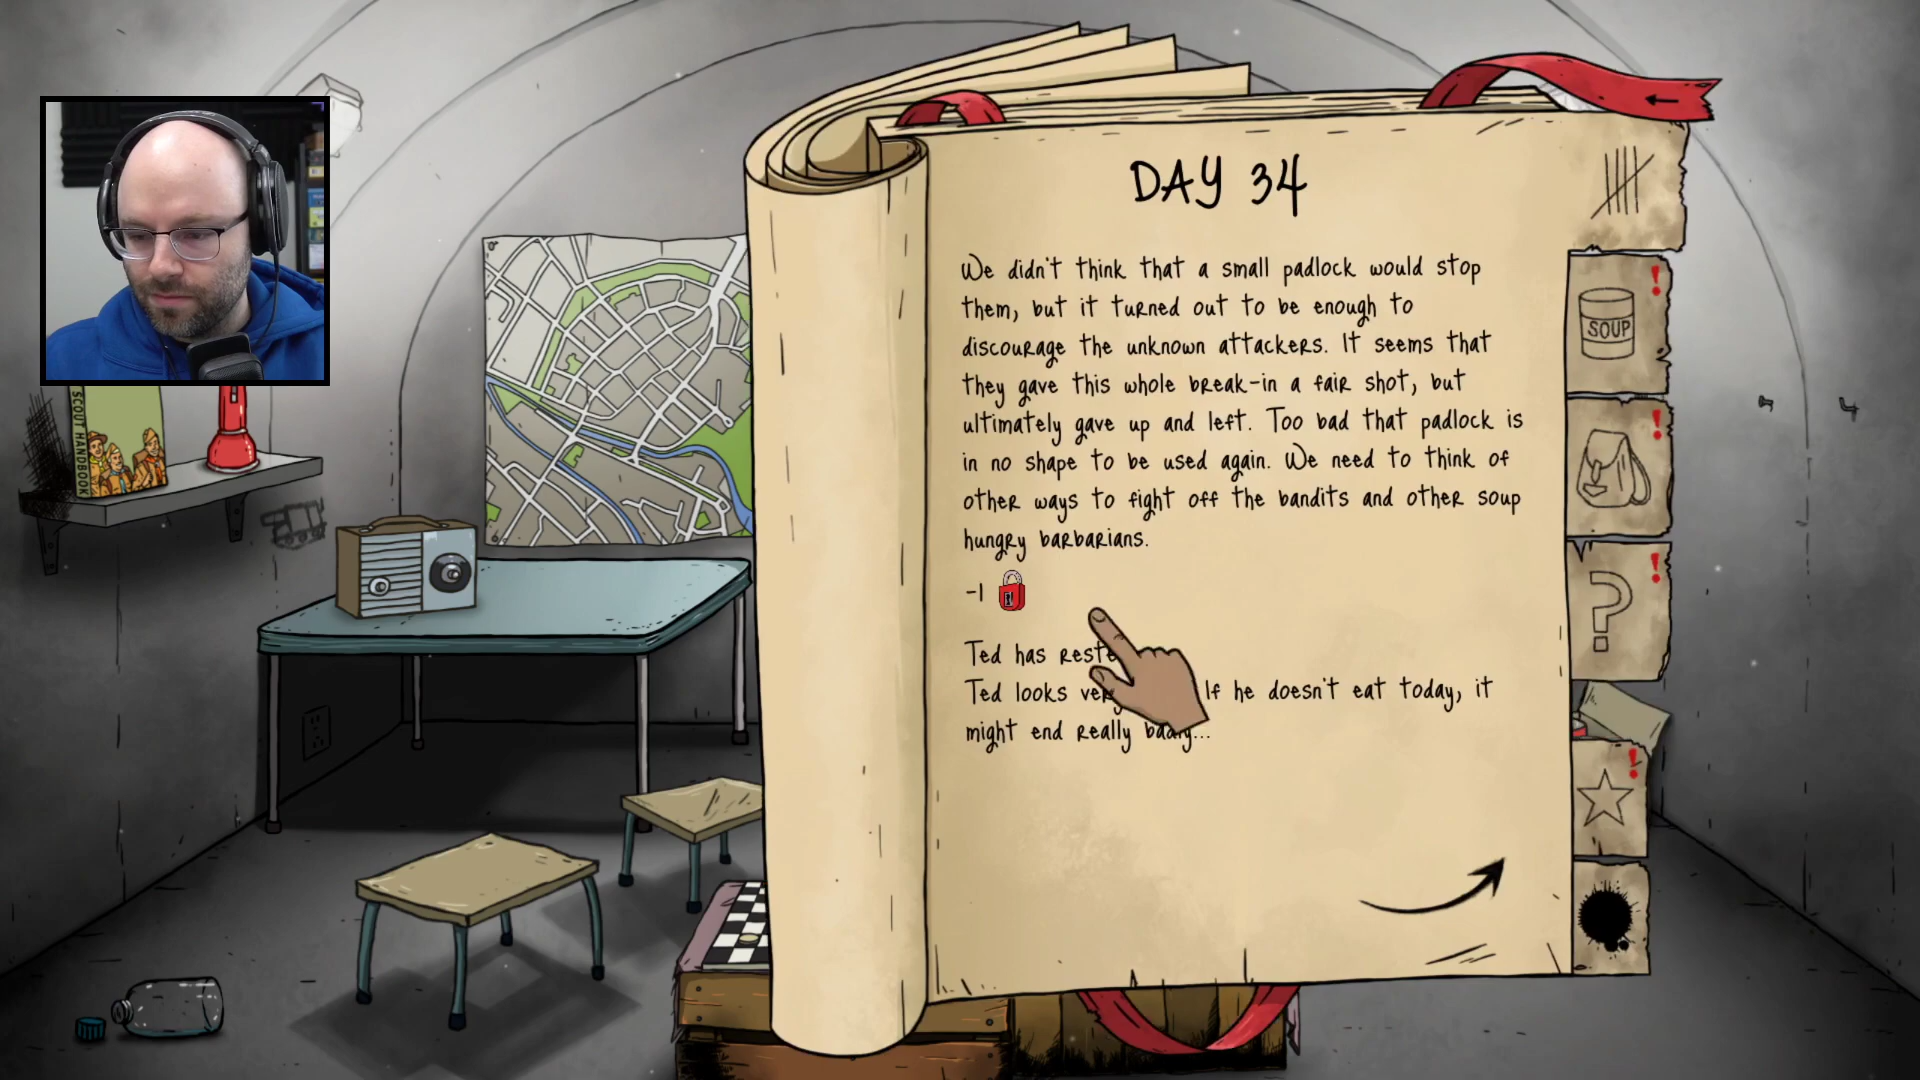 DAY 34
We didn't think that a small padlock would stop
them, but it turned out to be enough to
discourage the unknown attackers. It seems that
they gave this whole break-in a fair shot, but
ultimately gave up and left. Too bad that padlock is
in no shape to be used again. We need to think of
other ways to fight off the bandits and other soup
hungry barbarians.
-1
Ted has
Ted looks If he doesn't eat today, it
might end really badly...
SOUP
SCOUT HANDBOOK